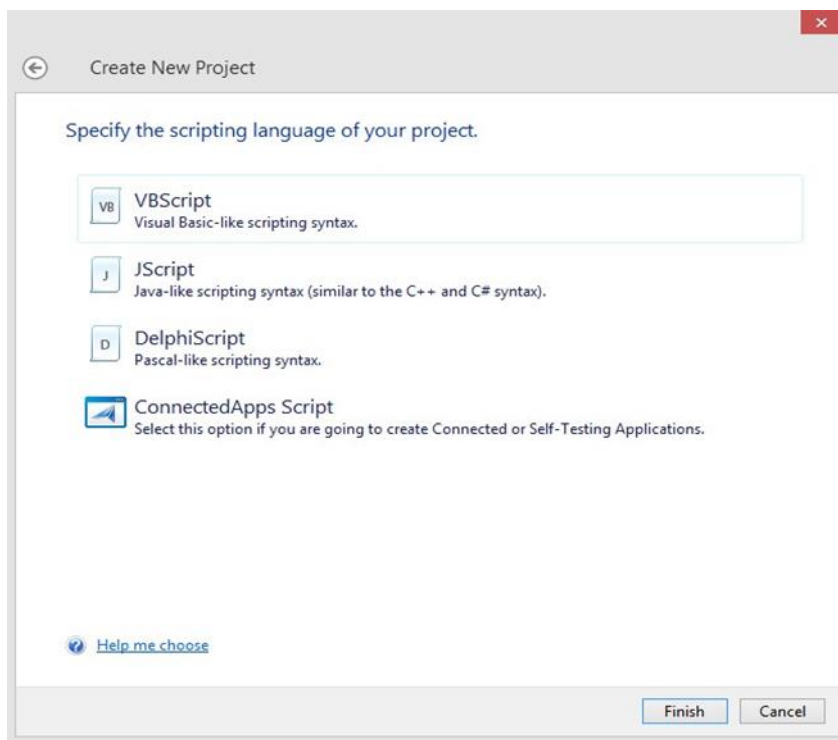 Create New Project
Specify the scripting language of your project.
VB
VBScript
Visual Basic-like scripting syntax.
J
JScript
Java-like scripting syntax (similar to the C++ and C# syntax).
D
DelphiScript
Pascal-like scripting syntax.
ConnectedApps Script
Select this option if you are going to create Connected or Self-Testing Applications.
Help me choose
Finish
Cancel